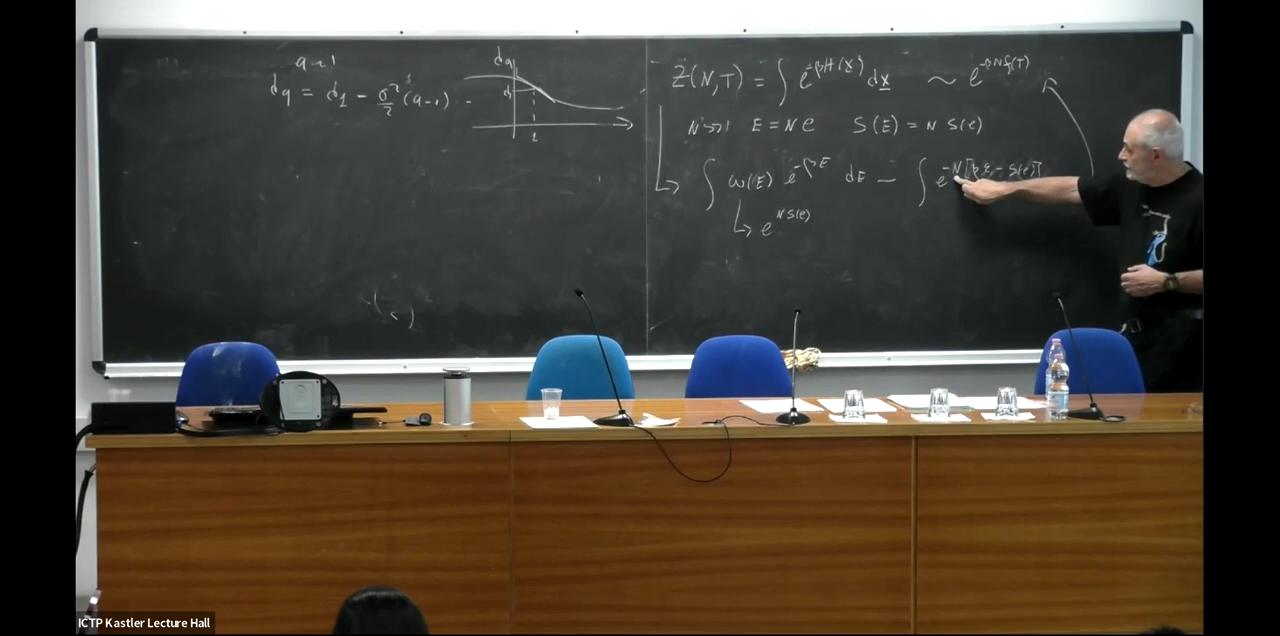 q→1
d_q = d_1 - σ²/2 (q-1) -
d_q
d_1
1
Z(N,T) = ∫ e^{-βH(x)} dx ~ e^{-βNf(T)}
N≫1 E=Ne S(E) = N s(e)
∫ ω(E) e^{-βE} dE ~ ∫ e^{-N[βe - s(e)]}
↳ e^{N s(e)}
ICTP Kastler Lecture Hall